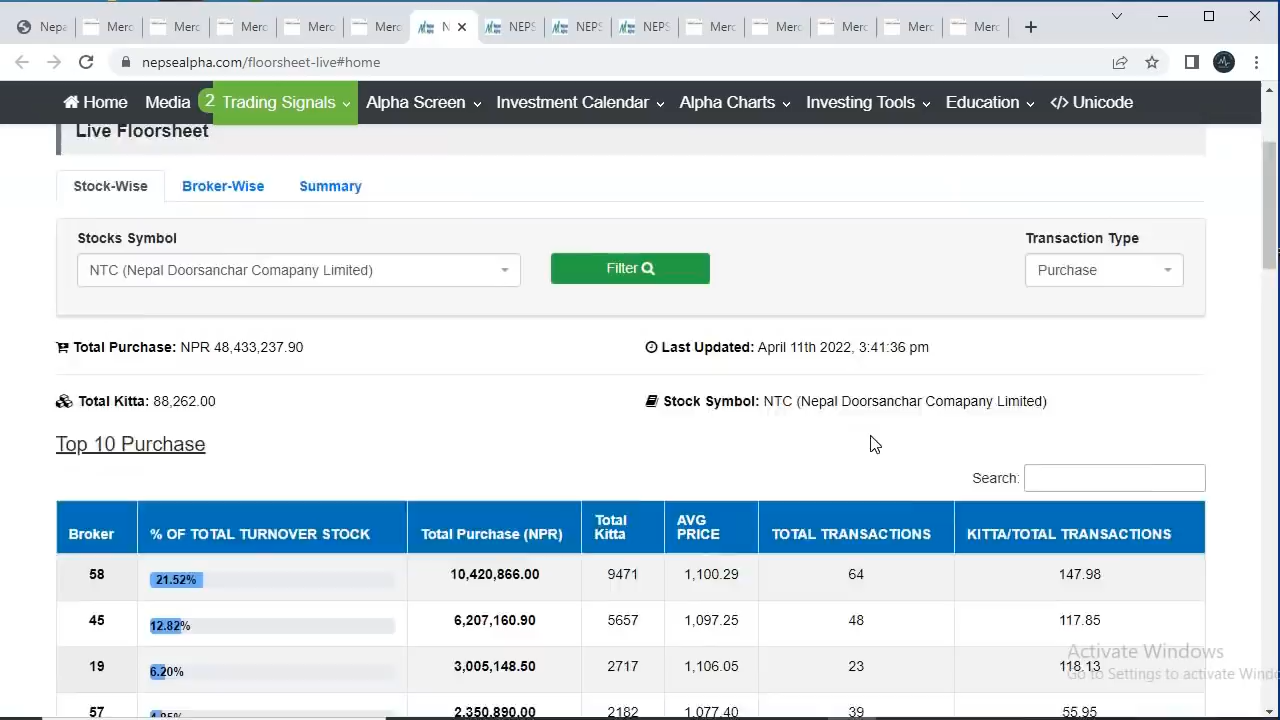 Nepa
Merc
Merc
Merc
Merc
Merc
N
NEPS
NEPS
NEPS
Merc
Merc
Merc
Merc
Merc
nepsealpha.com/floorsheet-live#home
Home Media 2 Trading Signals Alpha Screen Investment Calendar Alpha Charts Investing Tools Education </> Unicode
Live Floorsheet
Stock-Wise Broker-Wise Summary
Stocks Symbol Transaction Type
NTC (Nepal Doorsanchar Comapany Limited) Filter Purchase
Total Purchase: NPR 48,433,237.90 Last Updated: April 11th 2022, 3:41:36 pm
Total Kitta: 88,262.00 Stock Symbol: NTC (Nepal Doorsanchar Comapany Limited)
Top 10 Purchase
Search:
Broker % OF TOTAL TURNOVER STOCK Total Purchase (NPR) Total Kitta AVG PRICE TOTAL TRANSACTIONS KITTA/TOTAL TRANSACTIONS
58 21.52% 10,420,866.00 9471 1,100.29 64 147.98
45 12.82% 6,207,160.90 5657 1,097.25 48 117.85
19 6.20% 3,005,148.50 2717 1,106.05 23 118.13
57 4.85% 2,350,890.00 2182 1,077.40 39 55.95
Activate Windows
Go to Settings to activate Windo